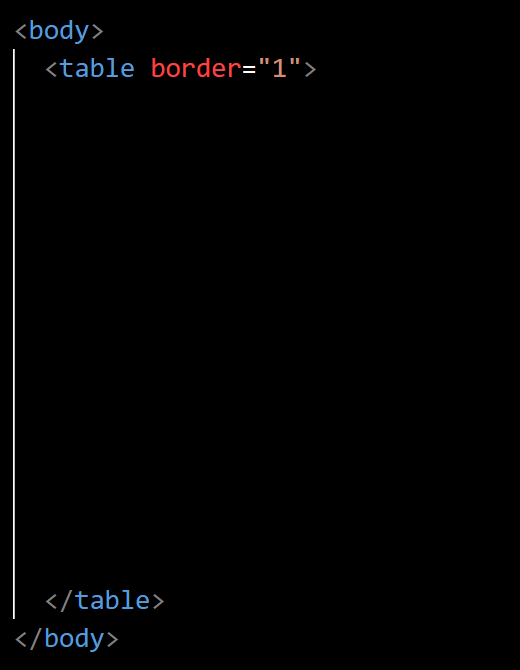 <body>
<table border="1">
</table>
</body>